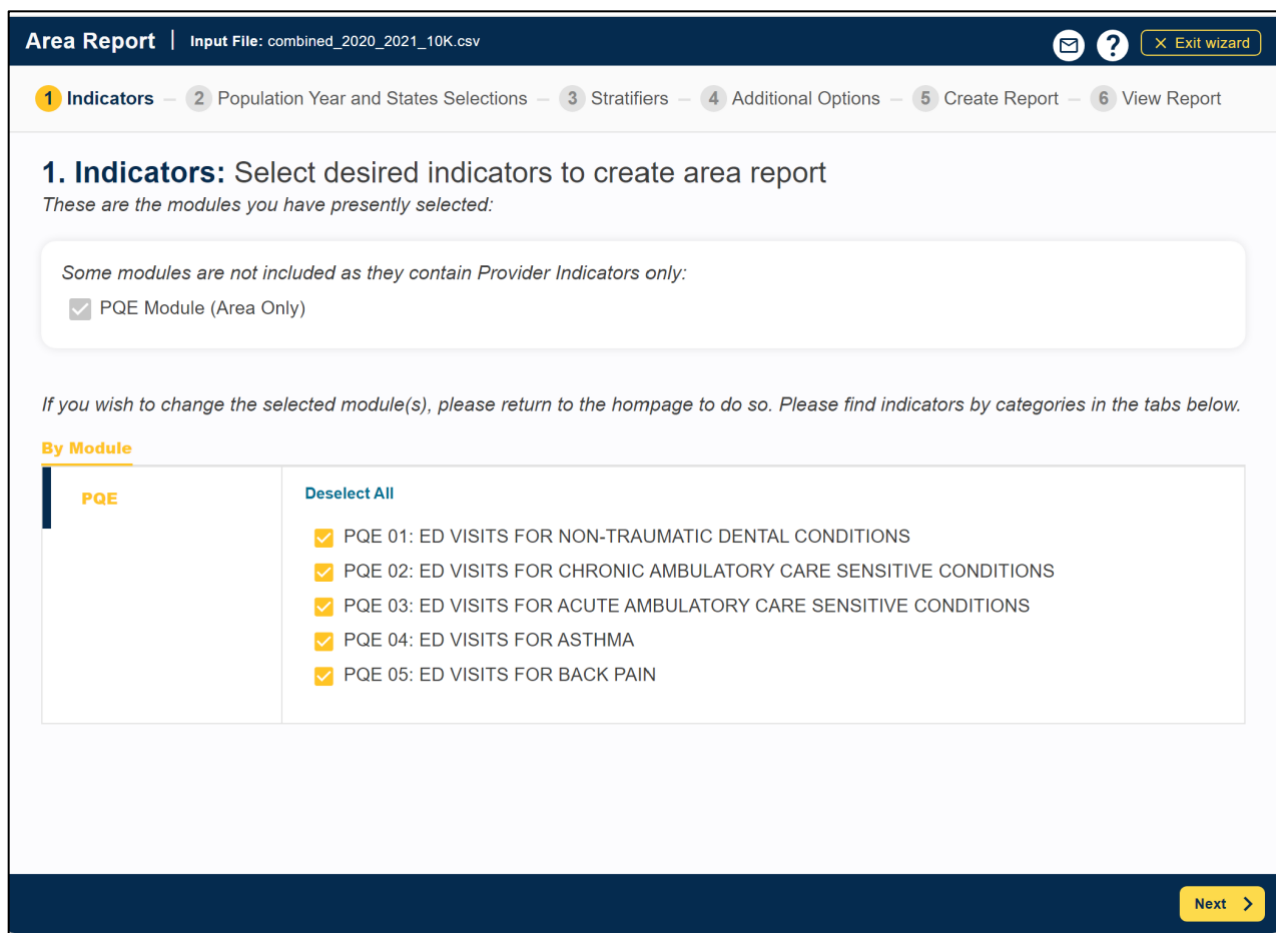 Area Report | Input File: combined_2020_2021_10K.csv
? × Exit wizard
1 Indicators – 2 Population Year and States Selections – 3 Stratifiers – 4 Additional Options – 5 Create Report – 6 View Report
1. Indicators: Select desired indicators to create area report
These are the modules you have presently selected:
Some modules are not included as they contain Provider Indicators only:
PQE Module (Area Only)
If you wish to change the selected module(s), please return to the hompage to do so. Please find indicators by categories in the tabs below.
By Module
PQE
Deselect All
PQE 01: ED VISITS FOR NON-TRAUMATIC DENTAL CONDITIONS
PQE 02: ED VISITS FOR CHRONIC AMBULATORY CARE SENSITIVE CONDITIONS
PQE 03: ED VISITS FOR ACUTE AMBULATORY CARE SENSITIVE CONDITIONS
PQE 04: ED VISITS FOR ASTHMA
PQE 05: ED VISITS FOR BACK PAIN
Next >